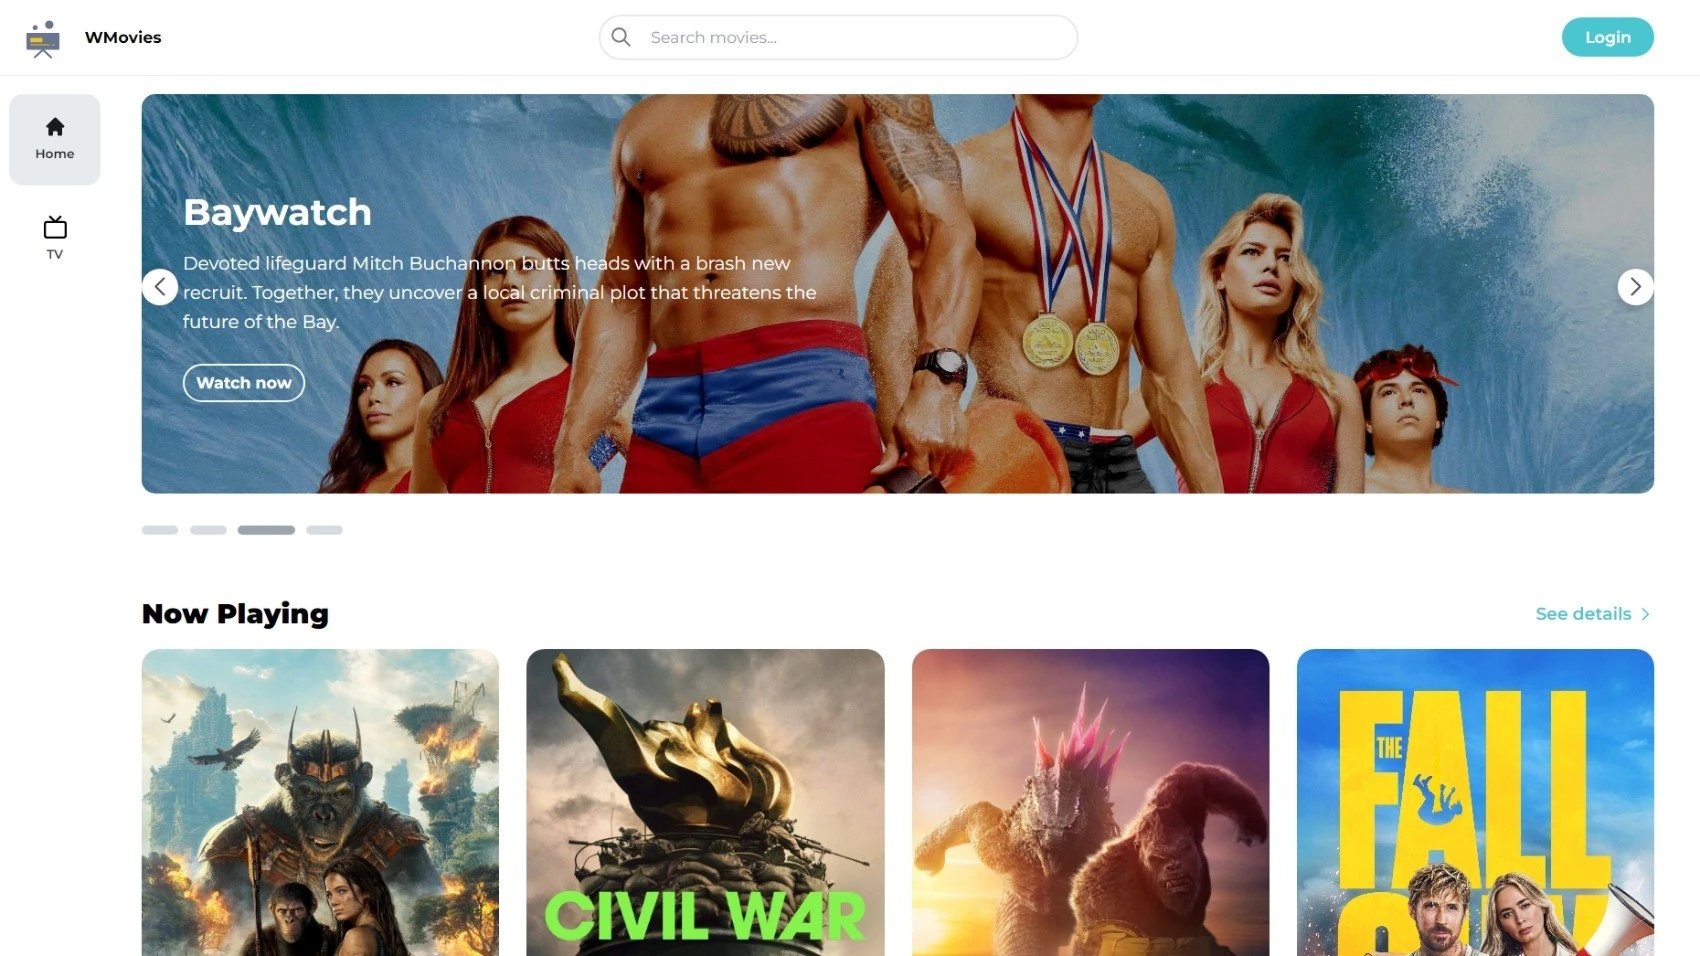 WMovies
Search movies...
Login
Home
TV
Baywatch
Devoted lifeguard Mitch Buchannon butts heads with a brash new
recruit. Together, they uncover a local criminal plot that threatens the
future of the Bay.
Watch now
Now Playing
See details
CIVIL WAR
THE
FALL